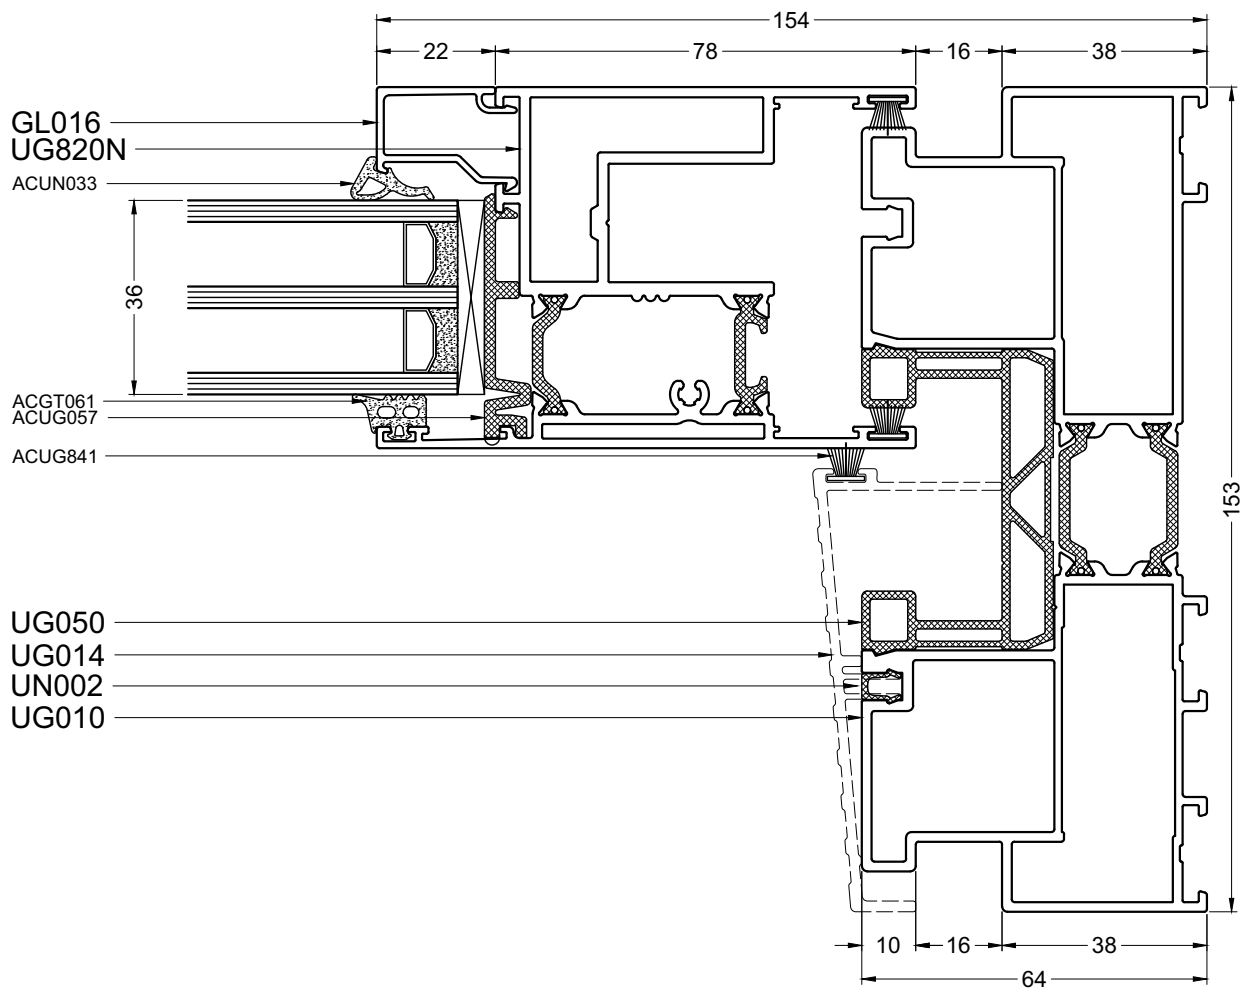 154
22 78 16 38
GL016
UG820N
ACUN033
36
ACGT061
ACUG057
ACUG841
153
UG050
UG014
UN002
UG010
10 16 38
64